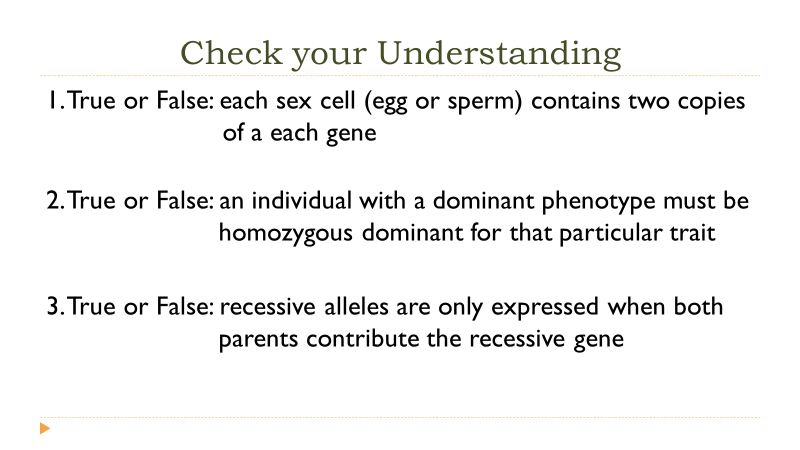 Check your Understanding
1. True or False: each sex cell (egg or sperm) contains two copies
of a each gene
2. True or False: an individual with a dominant phenotype must be
homozygous dominant for that particular trait
3. True or False: recessive alleles are only expressed when both
parents contribute the recessive gene